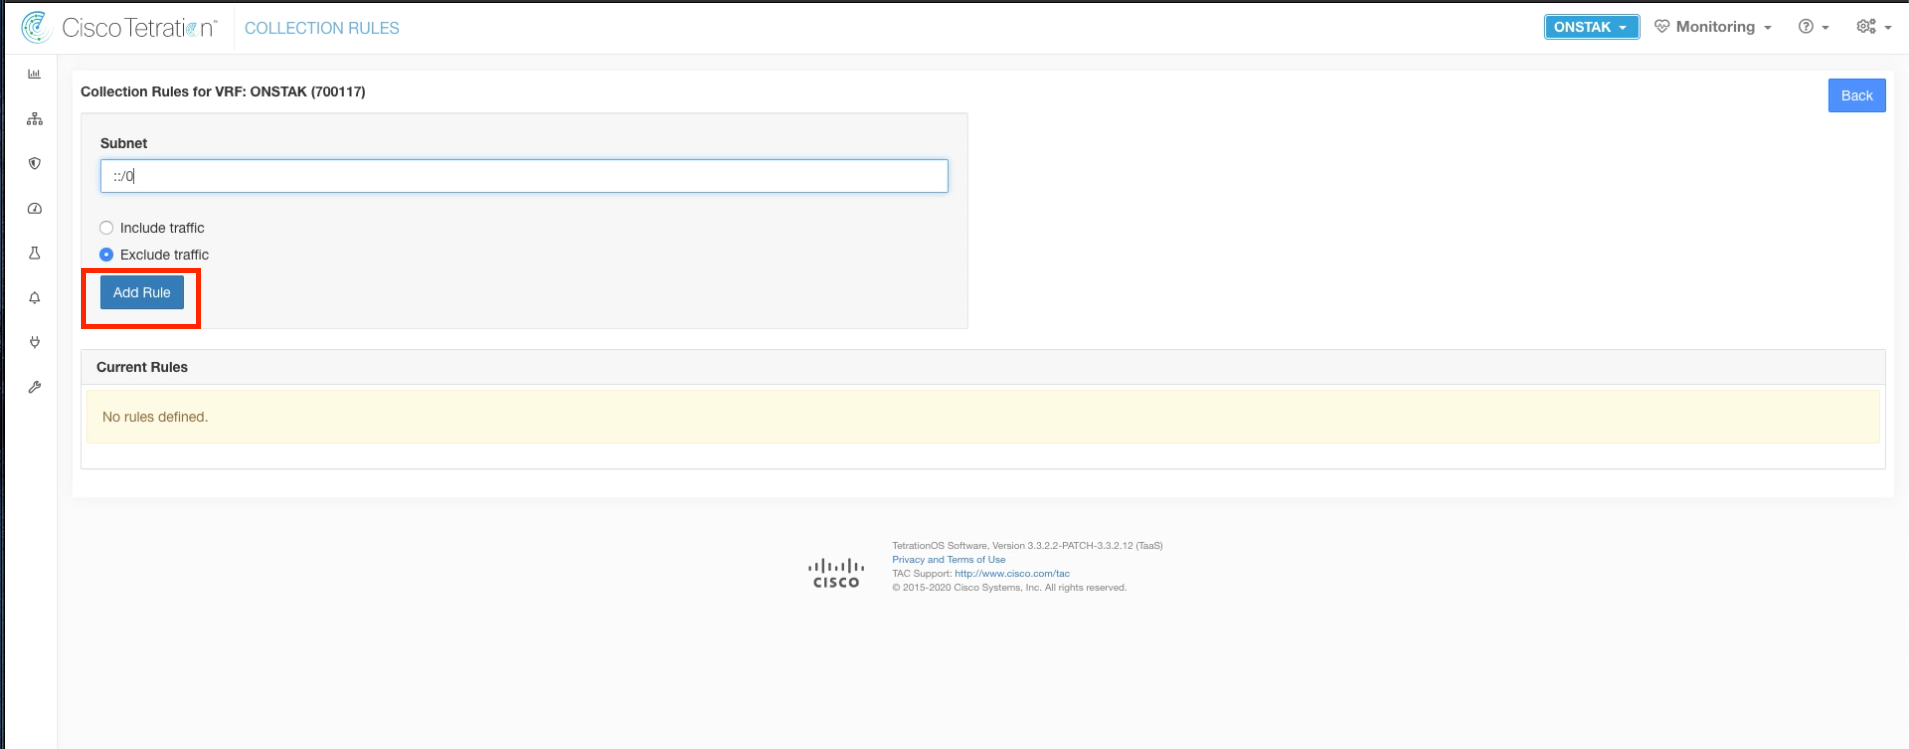 Cisco Tetration™ COLLECTION RULES ONSTAK Monitoring
Collection Rules for VRF: ONSTAK (700117) Back
Subnet
::/0
Include traffic
Exclude traffic
Add Rule
Current Rules
No rules defined.
CISCO
TetrationOS Software, Version 3.3.2.2-PATCH-3.3.2.12 (TaaS)
Privacy and Terms of Use
TAC Support: http://www.cisco.com/tac
© 2015-2020 Cisco Systems, Inc. All rights reserved.